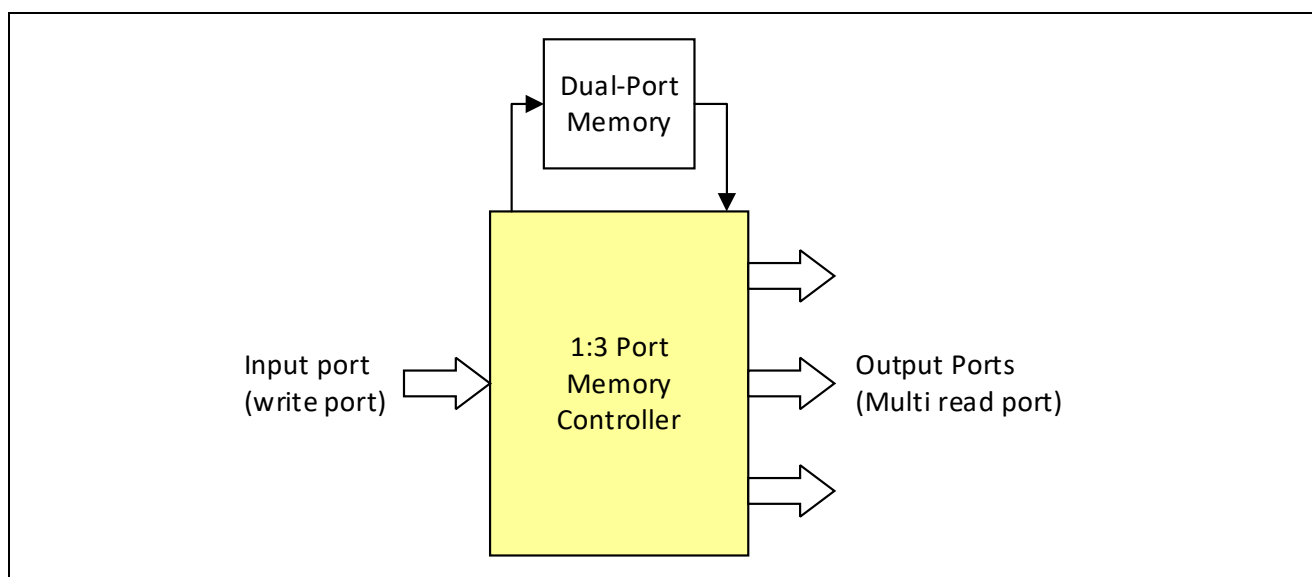 Dual-Port
Memory
1:3 Port
Memory
Controller
Input port
(write port)
Output Ports
(Multi read port)